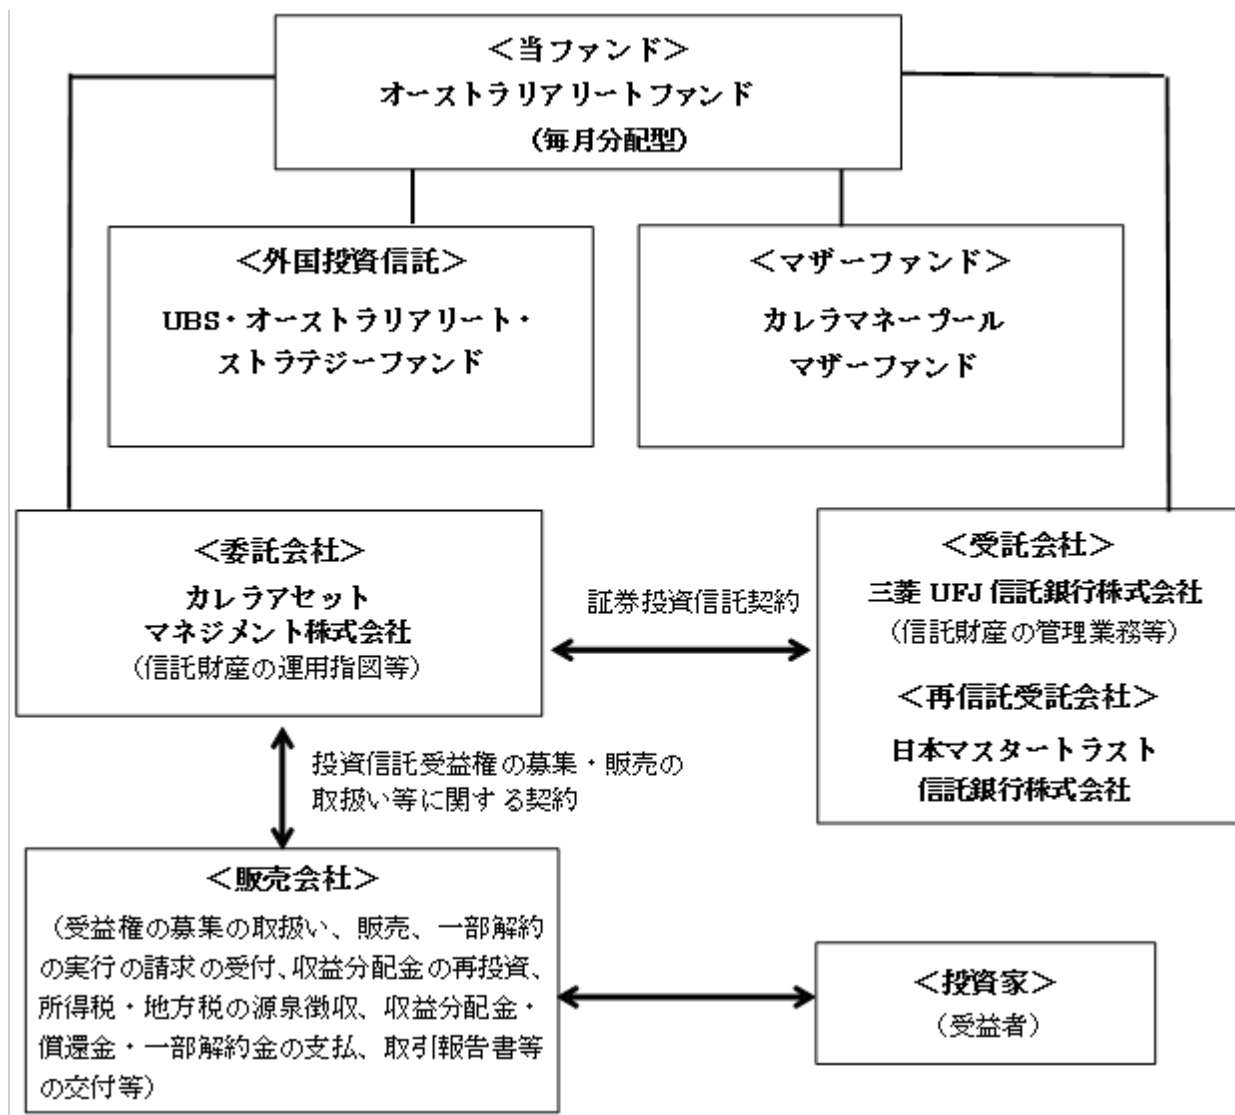 ＜当ファンド＞
オーストラリアリートファンド
（毎月分配型）
＜外国投資信託＞
UBS・オーストラリアリート・
ストラテジーファンド
＜マザーファンド＞
カレラマネープール
マザーファンド
＜委託会社＞
カレラアセット
マネジメント株式会社
（信託財産の運用指図等）
証券投資信託契約
＜受託会社＞
三菱 UFJ 信託銀行株式会社
（信託財産の管理業務等）
＜再信託受託会社＞
日本マスタートラスト
信託銀行株式会社
投資信託受益権の募集・販売の
取扱い等に関する契約
＜販売会社＞
（受益権の募集の取扱い、販売、一部解約
の実行の請求の受付、収益分配金の再投資、
所得税・地方税の源泉徴収、収益分配金・
償還金・一部解約金の支払、取引報告書等
の交付等）
＜投資家＞
（受益者）